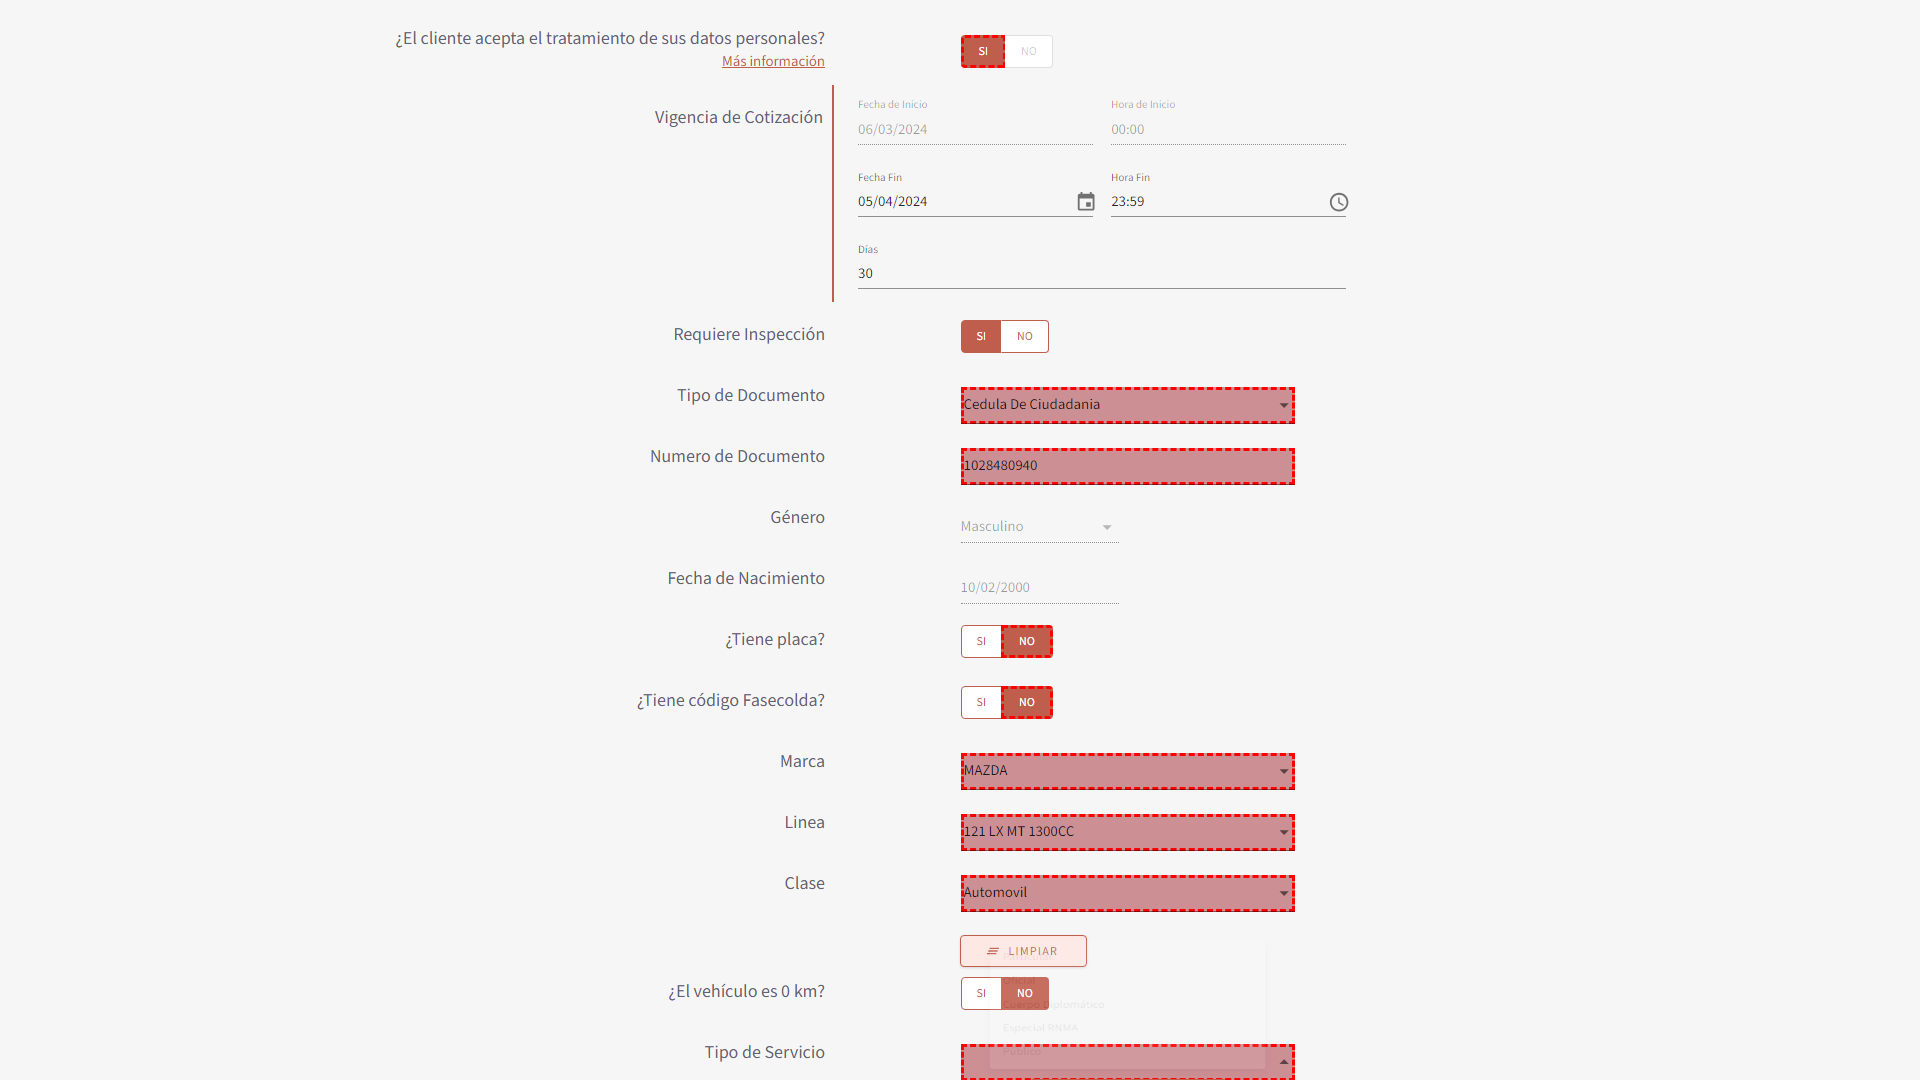 ¿El cliente acepta el tratamiento de sus datos personales?
Más información
SI NO
Vigencia de Cotización
Fecha de Inicio
06/03/2024
Hora de Inicio
00:00
Fecha Fin
05/04/2024
Hora Fin
23:59
Días
30
Requiere Inspección
SI NO
Tipo de Documento
Cedula De Ciudadania
Numero de Documento
1028480940
Género
Masculino
Fecha de Nacimiento
10/02/2000
¿Tiene placa?
SI NO
¿Tiene código Fasecolda?
SI NO
Marca
MAZDA
Linea
121 LX MT 1300CC
Clase
Automovil
LIMPIAR
¿El vehículo es 0 km?
SI NO
Oficial
Cuerpo Diplomático
Especial RNMA
Tipo de Servicio
Público